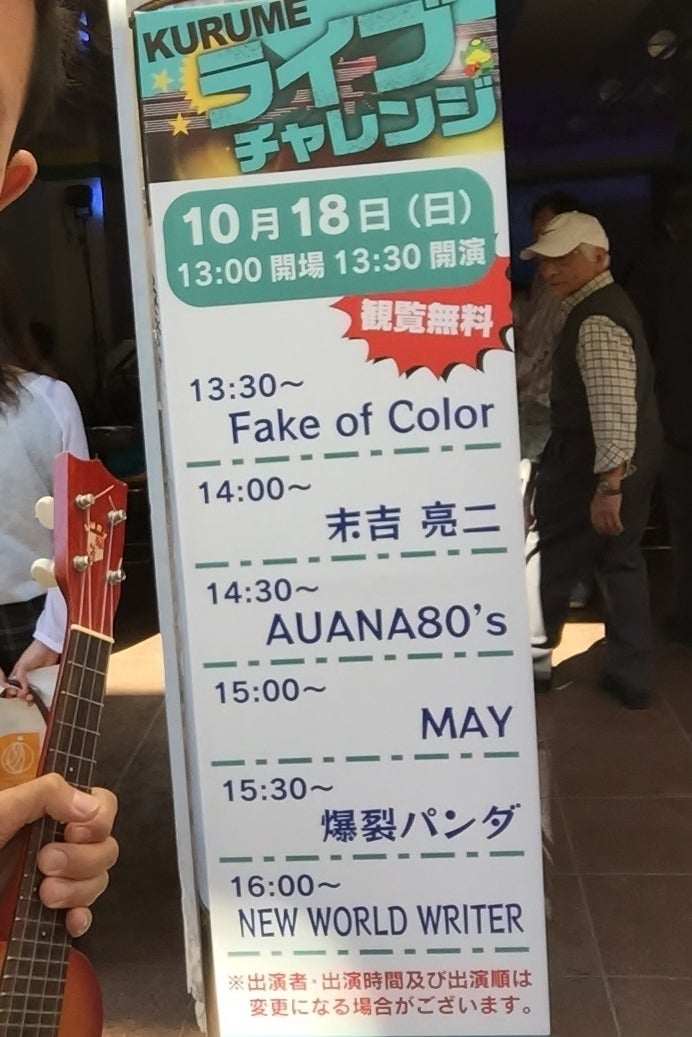 KURUME
ライブ
チャレンジ
10月18日（日）
13:00 開場 13:30 開演
観覧無料
13:30～
Fake of Color
14:00～
末吉 亮二
14:30～
AUANA80's
15:00～
MAY
15:30～
爆裂パンダ
16:00～
NEW WORLD WRITER
※出演者・出演時間及び出演順は
変更になる場合がございます。